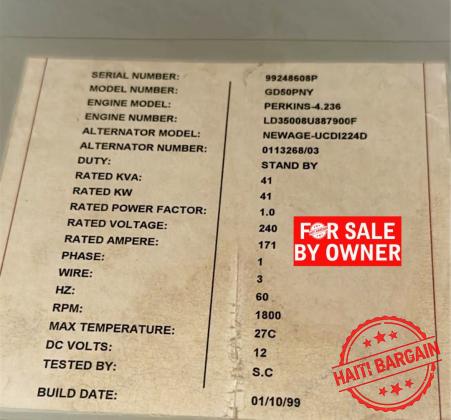 SERIAL NUMBER: 99248608P
MODEL NUMBER: GD50PNY
ENGINE MODEL: PERKINS-4.236
ENGINE NUMBER: LD35008U887900F
ALTERNATOR MODEL: NEWAGE-UCDI224D
ALTERNATOR NUMBER: 0113268/03
DUTY: STAND BY
RATED KVA: 41
RATED KW 41
RATED POWER FACTOR: 1.0
RATED VOLTAGE: 240
RATED AMPERE: 171
PHASE: 1
WIRE: 3
HZ: 60
RPM: 1800
MAX TEMPERATURE: 27C
DC VOLTS: 12
TESTED BY: S.C
BUILD DATE: 01/10/99
FOR SALE
BY OWNER
HAITI BARGAIN